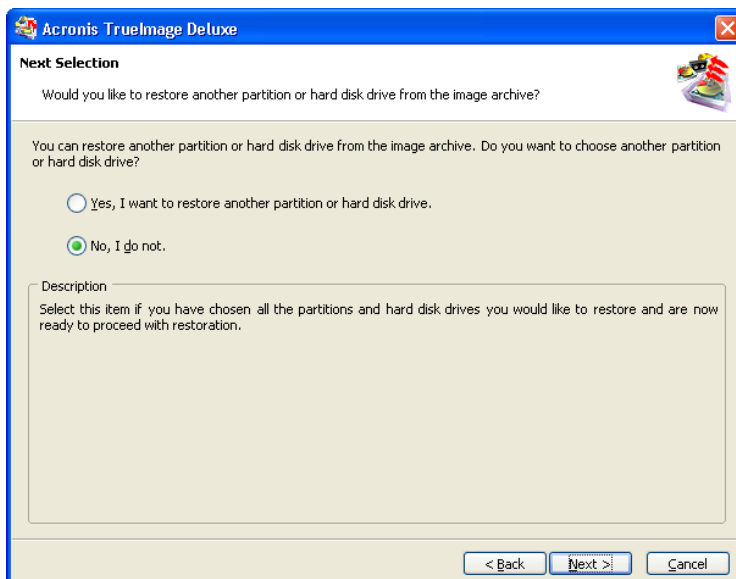 Acronis TrueImage Deluxe
Next Selection
Would you like to restore another partition or hard disk drive from the image archive?
You can restore another partition or hard disk drive from the image archive. Do you want to choose another partition
or hard disk drive?
Yes, I want to restore another partition or hard disk drive.
No, I do not.
Description
Select this item if you have chosen all the partitions and hard disk drives you would like to restore and are now
ready to proceed with restoration.
< Back
Next >
Cancel